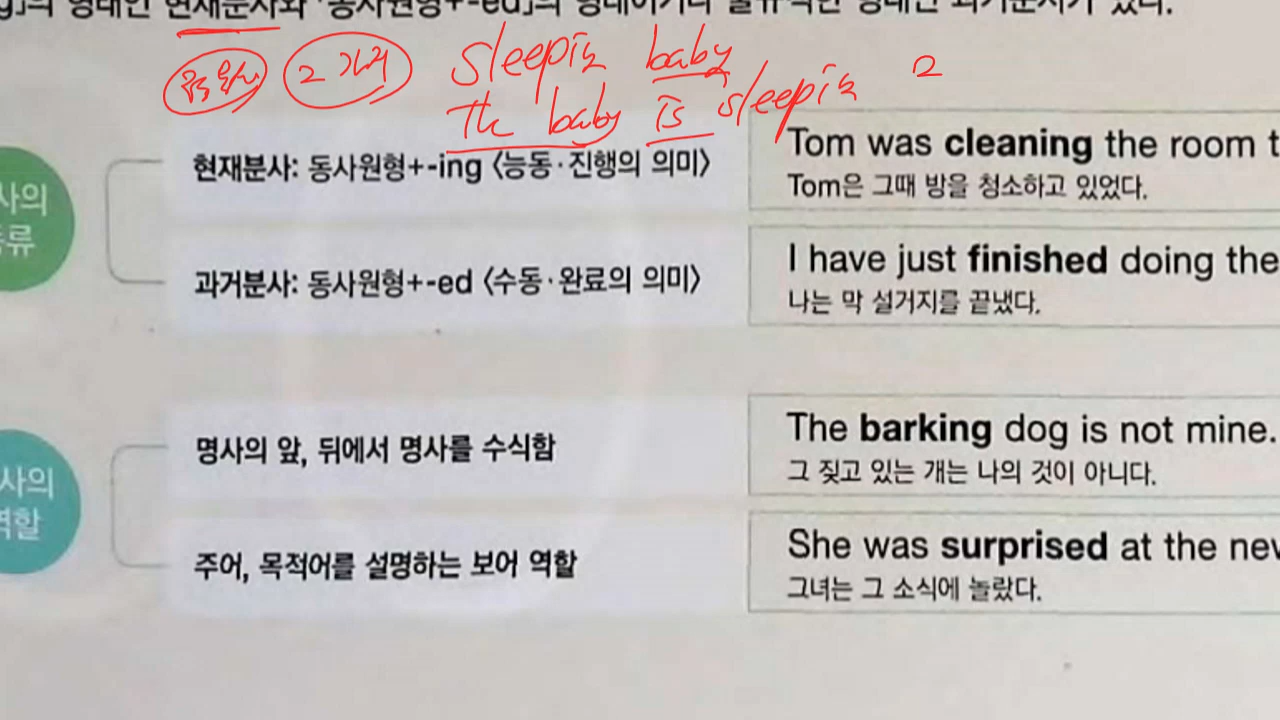 g」의 형태인 현재분사와 「동사원형+-ed」의 형태이거나 불규칙한 형태인 과거분사가 있다.
2 가지
sleepin baby
The baby is sleepin 2
사의
종류
현재분사: 동사원형+-ing 〈능동·진행의 의미〉
Tom was cleaning the room t
Tom은 그때 방을 청소하고 있었다.
과거분사: 동사원형+-ed 〈수동·완료의 의미〉
I have just finished doing the
나는 막 설거지를 끝냈다.
사의
역할
명사의 앞, 뒤에서 명사를 수식함
The barking dog is not mine.
그 짖고 있는 개는 나의 것이 아니다.
주어, 목적어를 설명하는 보어 역할
She was surprised at the new
그녀는 그 소식에 놀랐다.